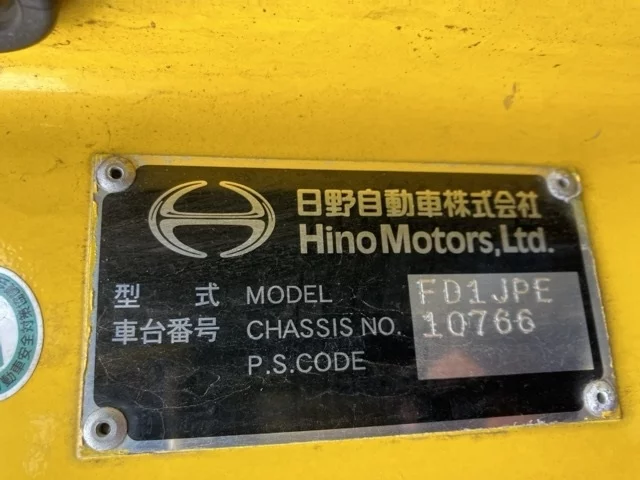 日野自動車株式会社
Hino Motors, Ltd.
型 式 MODEL FD1JPE
車台番号 CHASSIS NO. 10766
P.S.CODE